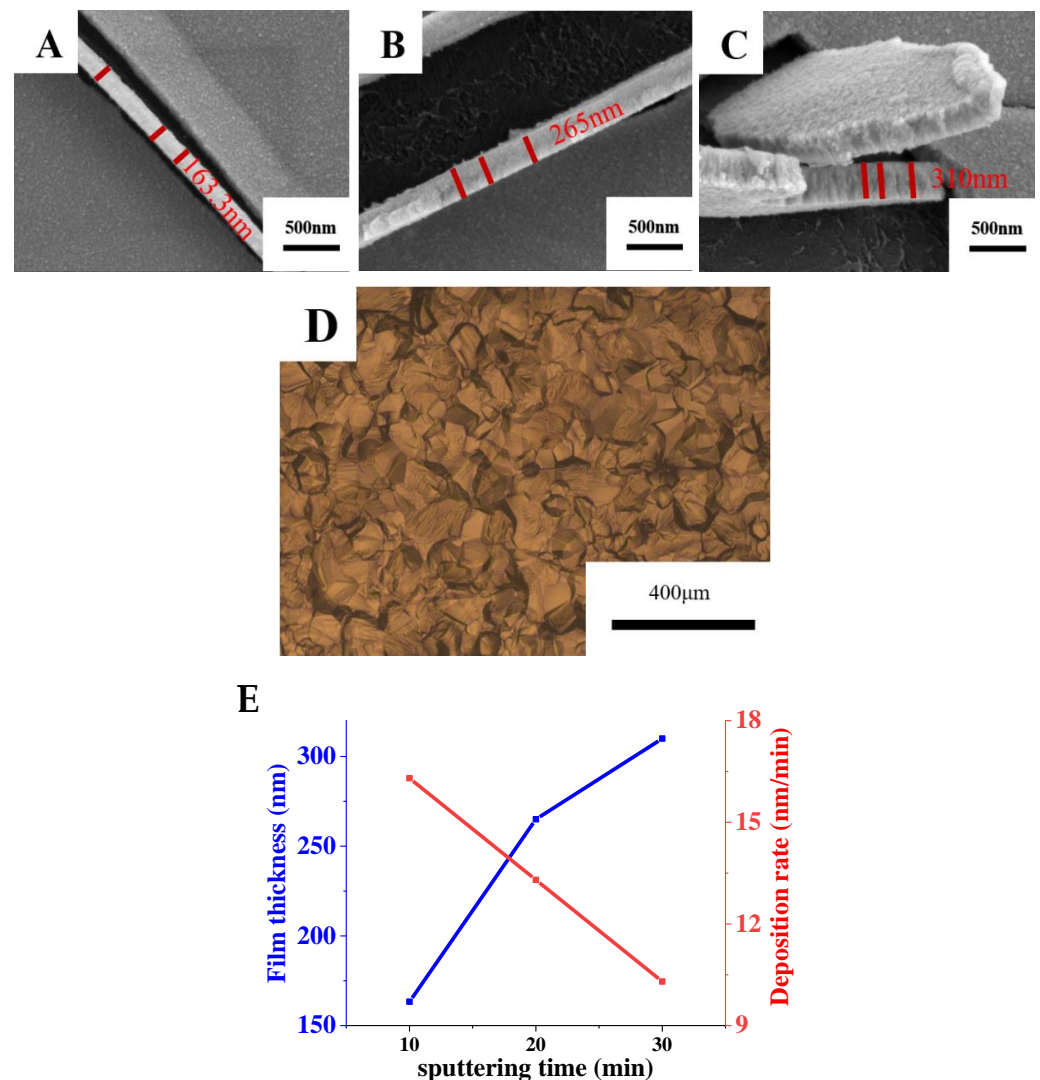 A
163.3nm
500nm
B
265nm
500nm
C
310nm
500nm
D
400μm
E
Film thickness (nm)
300
250
200
150
18
15
12
9
Deposition rate (nm/min)
10 20 30
sputtering time (min)